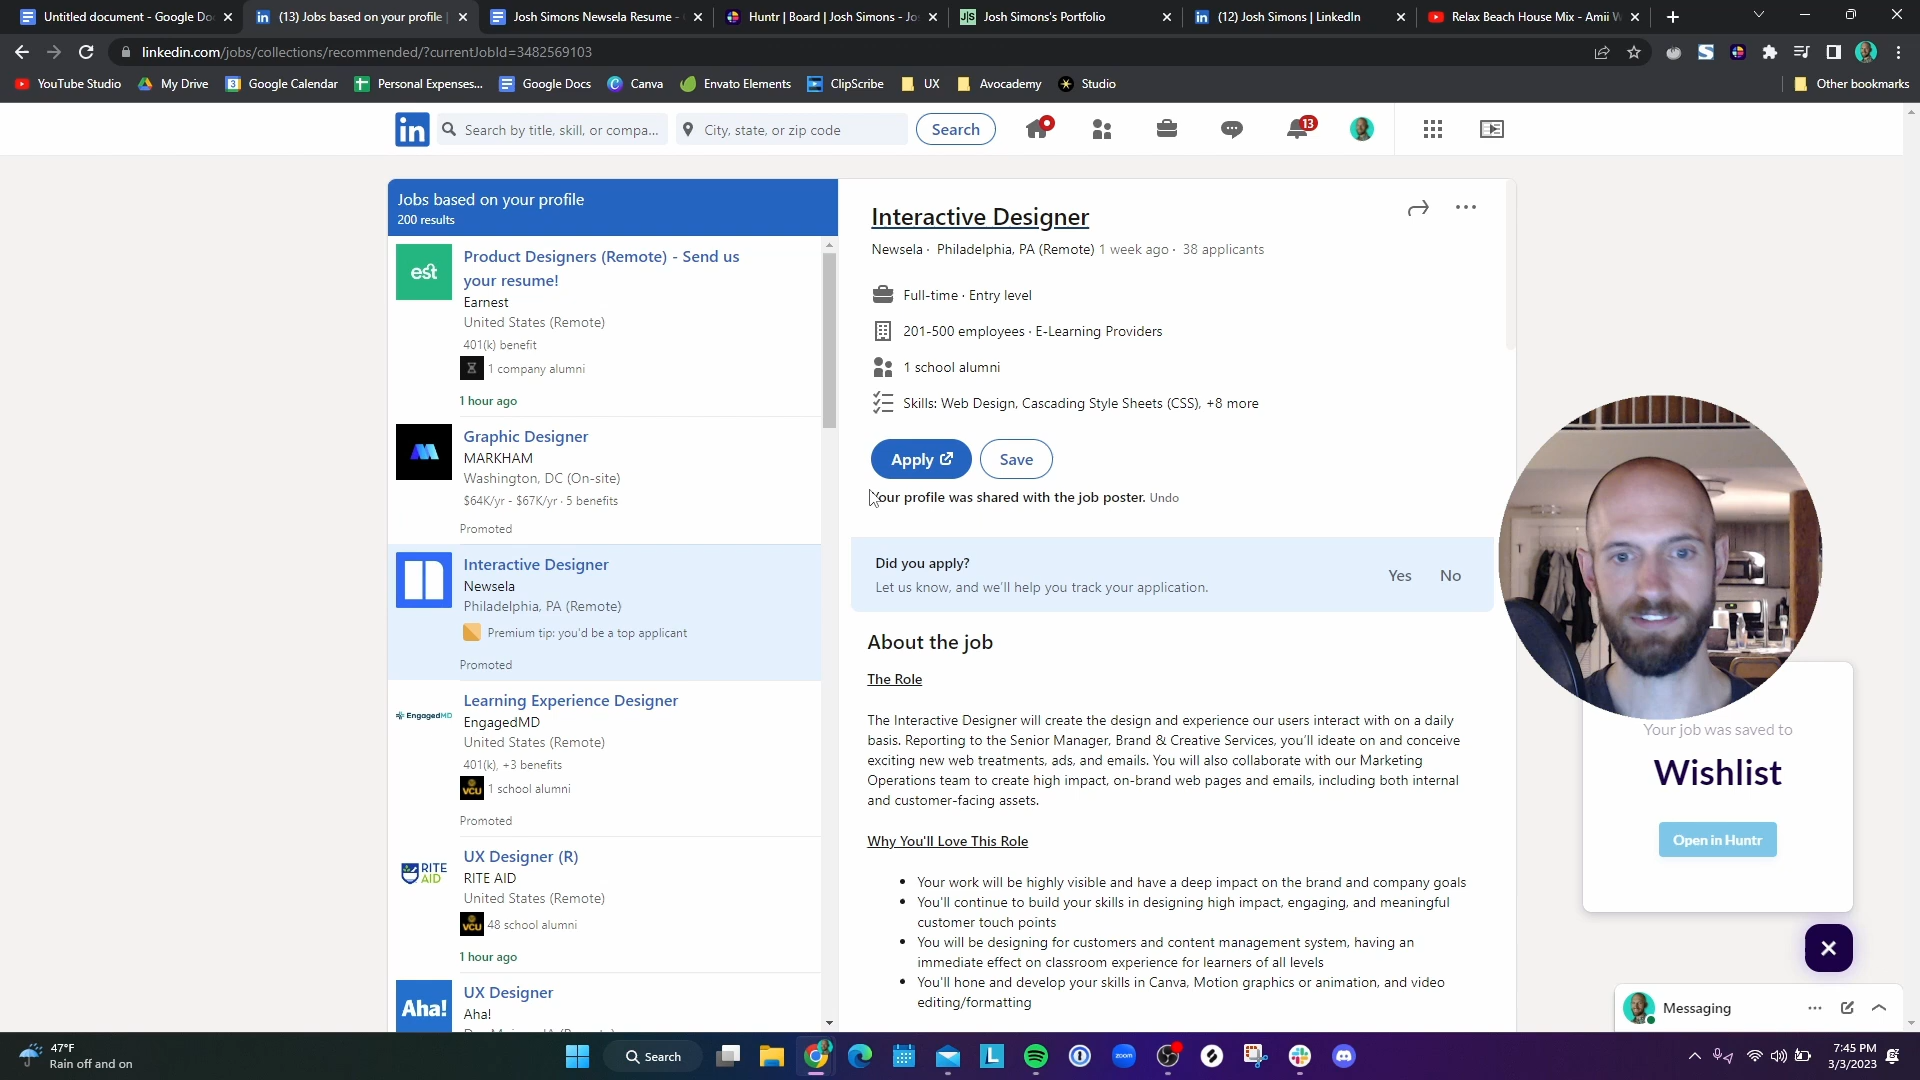 Untitled document - Google Do
(13) Jobs based on your profile
Josh Simons Newsela Resume -
Huntr | Board | Josh Simons - Jo
Josh Simons's Portfolio
(12) Josh Simons | LinkedIn
Relax Beach House Mix - Amii W
linkedin.com/jobs/collections/recommended/?currentJobId=3482569103
YouTube Studio
My Drive
Google Calendar
Personal Expenses...
Google Docs
Canva
Envato Elements
ClipScribe
UX
Avocademy
Studio
Other bookmarks
in
Search by title, skill, or compa...
City, state, or zip code
Search
13
Jobs based on your profile
200 results
est
Product Designers (Remote) - Send us
your resume!
Earnest
United States (Remote)
401(k) benefit
1 company alumni
1 hour ago
Graphic Designer
MARKHAM
Washington, DC (On-site)
$64K/yr - $67K/yr · 5 benefits
Promoted
Interactive Designer
Newsela
Philadelphia, PA (Remote)
Premium tip: you'd be a top applicant
Promoted
EngagedMD
Learning Experience Designer
EngagedMD
United States (Remote)
401(k), +3 benefits
VCU
1 school alumni
Promoted
RITE AID
UX Designer (R)
RITE AID
United States (Remote)
VCU
48 school alumni
1 hour ago
Aha!
UX Designer
Aha!
Interactive Designer
Newsela · Philadelphia, PA (Remote) 1 week ago · 38 applicants
Full-time · Entry level
201-500 employees · E-Learning Providers
1 school alumni
Skills: Web Design, Cascading Style Sheets (CSS), +8 more
Apply
Save
Your profile was shared with the job poster. Undo
Did you apply?
Let us know, and we'll help you track your application.
Yes
No
About the job
The Role
The Interactive Designer will create the design and experience our users interact with on a daily
basis. Reporting to the Senior Manager, Brand & Creative Services, you'll ideate on and conceive
exciting new web treatments, ads, and emails. You will also collaborate with our Marketing
Operations team to create high impact, on-brand web pages and emails, including both internal
and customer-facing assets.
Why You'll Love This Role
• Your work will be highly visible and have a deep impact on the brand and company goals
• You'll continue to build your skills in designing high impact, engaging, and meaningful
customer touch points
• You will be designing for customers and content management system, having an
immediate effect on classroom experience for learners of all levels
• You'll hone and develop your skills in Canva, Motion graphics or animation, and video
editing/formatting
Your job was saved to
Wishlist
Open in Huntr
Messaging
47°F
Rain off and on
Search
zoom
7:45 PM
3/3/2023